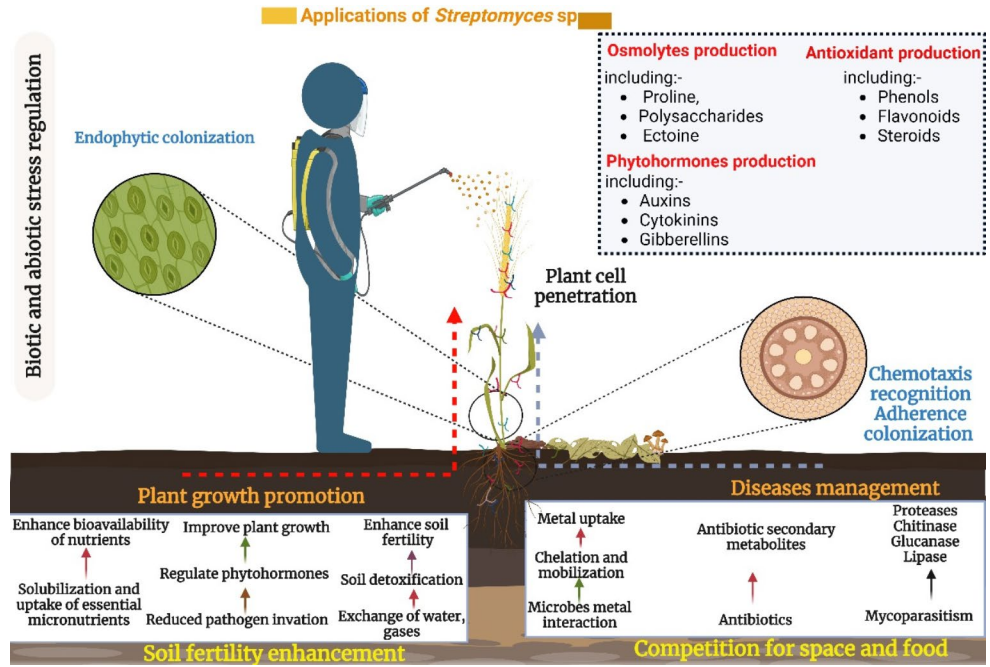 Applications of Streptomyces sp
Biotic and abiotic stress regulation
Osmolytes production
including:-
• Proline,
• Polysaccharides
• Ectoine
Antioxidant production
including:-
• Phenols
• Flavonoids
• Steroids
Phytohormones production
including:-
• Auxins
• Cytokinins
• Gibberellins
Endophytic colonization
Plant cell
penetration
Chemotaxis
recognition
Adherence
colonization
Plant growth promotion
Enhance bioavailability
of nutrients
Solubilization and
uptake of essential
micronutrients
Improve plant growth
Regulate phytohormones
Reduced pathogen invation
Enhance soil
fertility
Soil detoxification
Exchange of water,
gases
Soil fertility enhancement
Diseases management
Metal uptake
Chelation and
mobilization
Microbes metal
interaction
Antibiotic secondary
metabolites
Antibiotics
Proteases
Chitinase
Glucanase
Lipase
Mycoparasitism
Competition for space and food